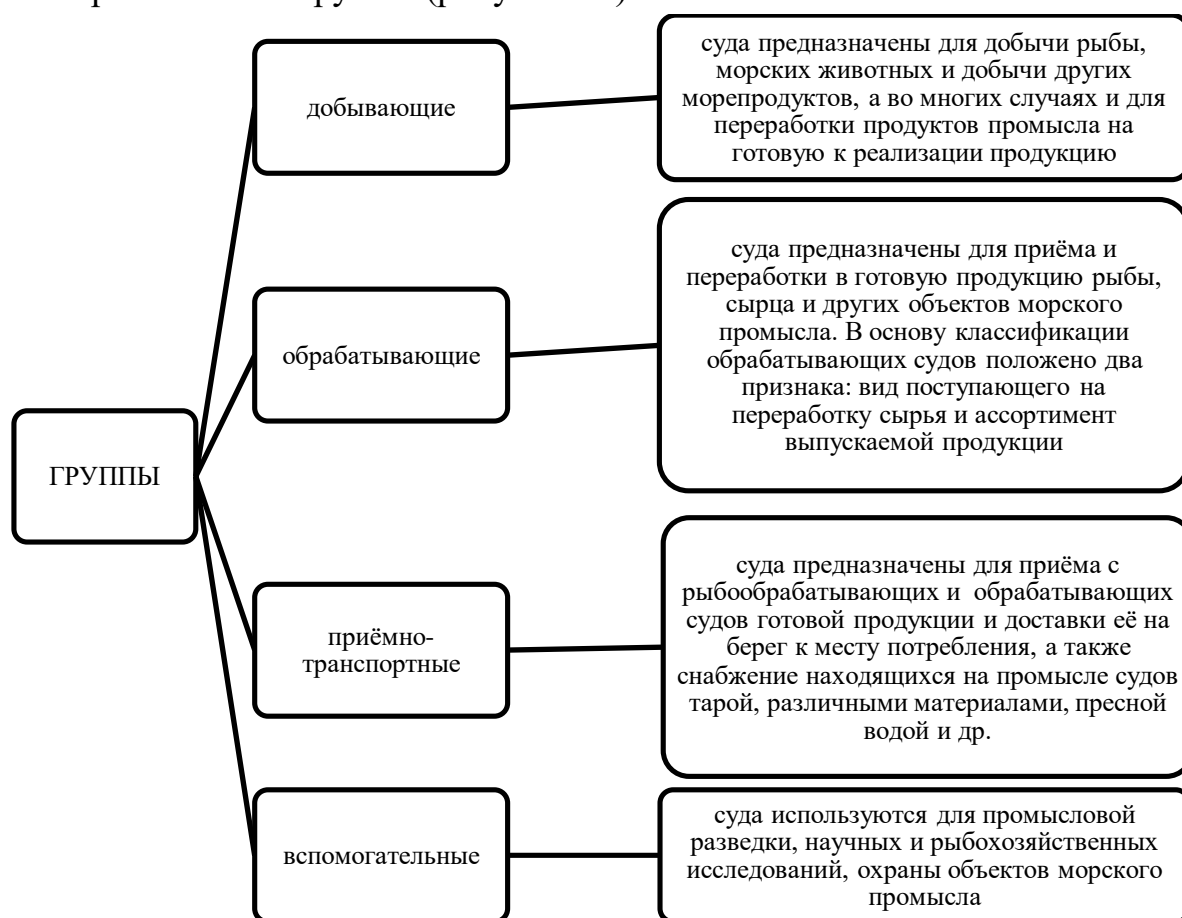 добывающие
суда предназначены для добычи рыбы,
морских животных и добычи других
морепродуктов, а во многих случаях и для
переработки продуктов промысла на
готовую к реализации продукцию
обрабатывающие
суда предназначены для приёма и
переработки в готовую продукцию рыбы,
сырца и других объектов морского
промысла. В основу классификации
обрабатывающих судов положено два
признака: вид поступающего на
переработку сырья и ассортимент
выпускаемой продукции
ГРУППЫ
приёмно-
транспортные
суда предназначены для приёма с
рыбообрабатывающих и обрабатывающих
судов готовой продукции и доставки её на
берег к месту потребления, а также
снабжение находящихся на промысле судов
тарой, различными материалами, пресной
водой и др.
вспомогательные
суда используются для промысловой
разведки, научных и рыбохозяйственных
исследований, охраны объектов морского
промысла